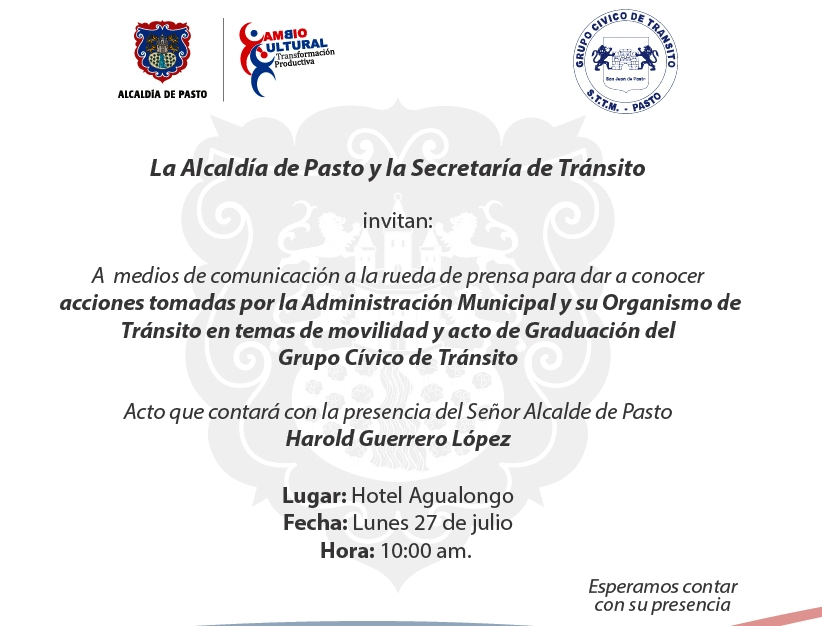 ALCALDÍA DE PASTO
CAMBIO
CULTURAL
Transformación
Productiva
GRUPO CÍVICO DE TRANSITO
San Juan de Pasto
S.T.T.M. - PASTO
La Alcaldía de Pasto y la Secretaría de Tránsito
invitan:
A medios de comunicación a la rueda de prensa para dar a conocer
acciones tomadas por la Administración Municipal y su Organismo de
Tránsito en temas de movilidad y acto de Graduación del
Grupo Cívico de Tránsito
Acto que contará con la presencia del Señor Alcalde de Pasto
Harold Guerrero López
Lugar: Hotel Agualongo
Fecha: Lunes 27 de julio
Hora: 10:00 am.
Esperamos contar
con su presencia